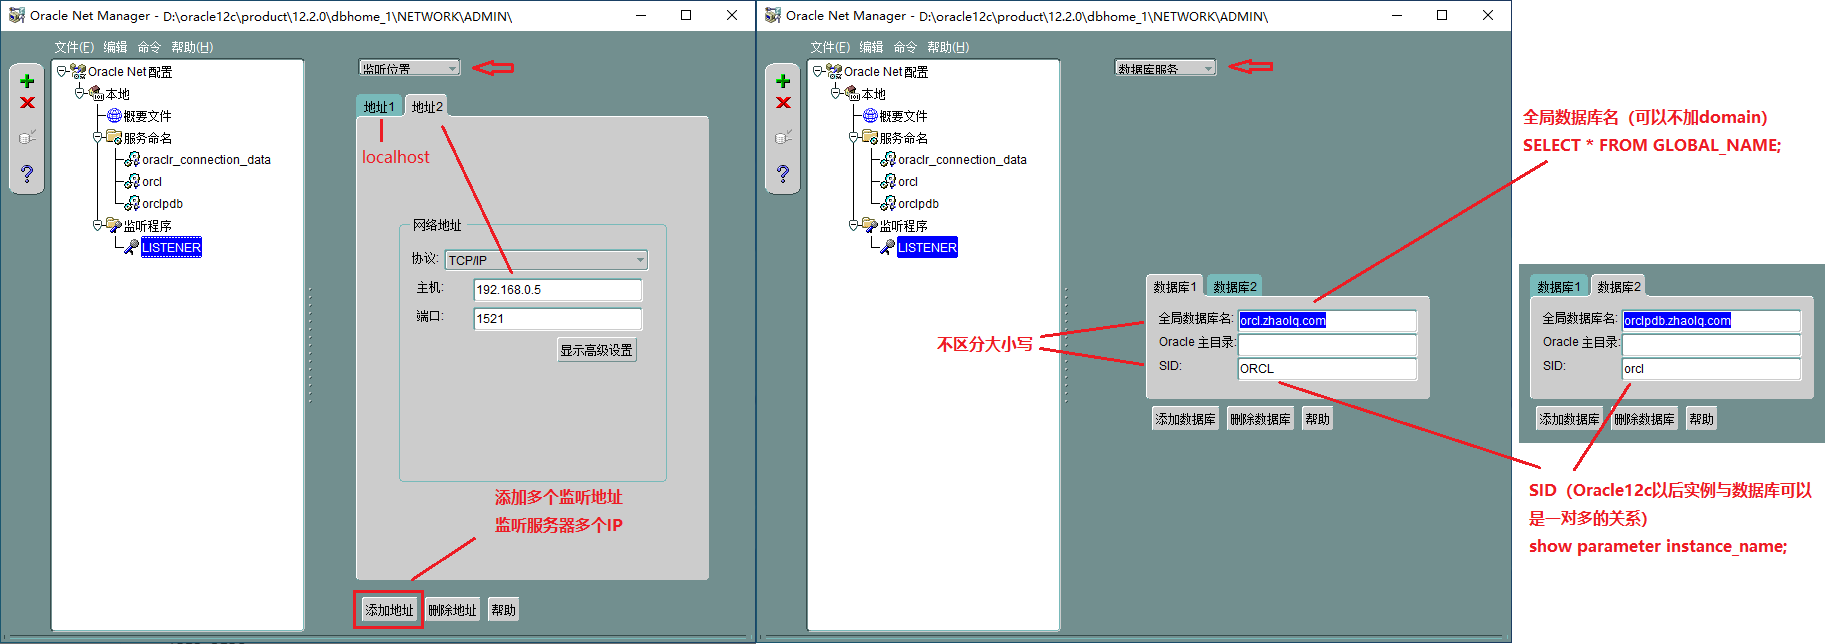 Oracle Net Manager - D:\oracle12c\product\12.2.0\dbhome_1\NETWORK\ADMIN\
文件(F) 编辑 命令 帮助(H)
Oracle Net 配置
本地
概要文件
服务命名
oraclr_connection_data
orcl
orclpdb
监听程序
LISTENER
监听位置
地址1 地址2
localhost
网络地址
协议: TCP/IP
主机: 192.168.0.5
端口: 1521
显示高级设置
添加多个监听地址
监听服务器多个IP
添加地址 删除地址 帮助
Oracle Net Manager - D:\oracle12c\product\12.2.0\dbhome_1\NETWORK\ADMIN\
文件(F) 编辑 命令 帮助(H)
Oracle Net 配置
本地
概要文件
服务命名
oraclr_connection_data
orcl
orclpdb
监听程序
LISTENER
数据库服务
数据库1 数据库2
全局数据库名: orcl.zhaolq.com
Oracle 主目录:
SID: ORCL
添加数据库 删除数据库 帮助
不区分大小写
全局数据库名（可以不加domain）
SELECT * FROM GLOBAL_NAME;
数据库1 数据库2
全局数据库名: orclpdb.zhaolq.com
Oracle 主目录:
SID: orcl
添加数据库 删除数据库 帮助
SID（Oracle12c以后实例与数据库可以
是一对多的关系）
show parameter instance_name;